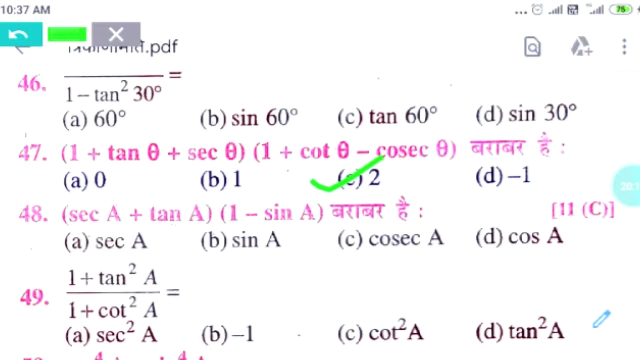 10:37 AM ... 75
त्रिकोणमिति.pdf
46. 1 – tan² 30° =
(a) 60° (b) sin 60° (c) tan 60° (d) sin 30°
47. (1 + tan θ + sec θ) (1 + cot θ – cosec θ) बराबर है :
(a) 0 (b) 1 (c) 2 (d) –1
48. (sec A + tan A) (1 – sin A) बराबर है : [11 (C)]
(a) sec A (b) sin A (c) cosec A (d) cos A
49. 1 + tan² A
1 + cot² A =
(a) sec² A (b) –1 (c) cot²A (d) tan²A